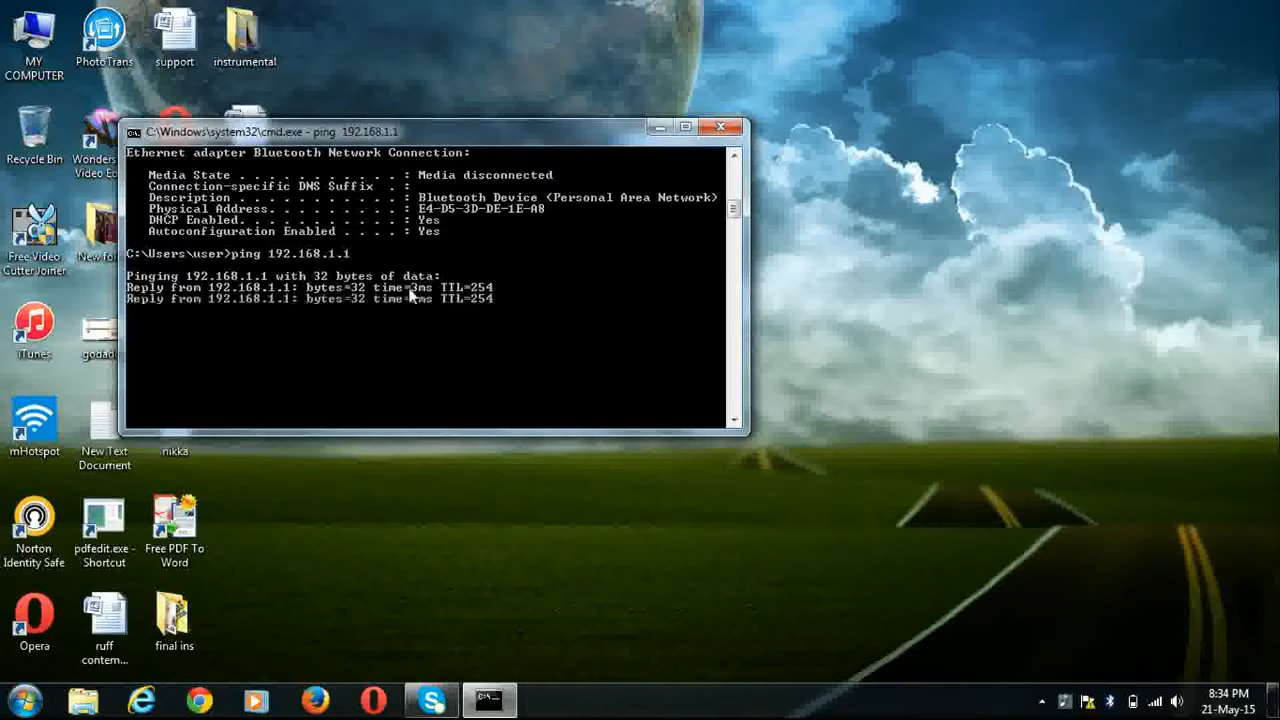 MY
COMPUTER
PhotoTrans
support
instrumental
Recycle Bin
Wonders
Video Ed
Free Video
Cutter Joiner
New fo
iTunes
godad
mHotspot
New Text
Document
nikka
Norton
Identity Safe
pdfedit.exe -
Shortcut
Free PDF To
Word
Opera
ruff
contem...
final ins
C:\Windows\system32\cmd.exe - ping 192.168.1.1
Ethernet adapter Bluetooth Network Connection:
Media State . . . . . . . . . . . : Media disconnected
Connection-specific DNS Suffix . :
Description . . . . . . . . . . . : Bluetooth Device (Personal Area Network)
Physical Address. . . . . . . . . : E4-D5-3D-DE-1E-A8
DHCP Enabled. . . . . . . . . . . : Yes
Autoconfiguration Enabled . . . . : Yes
C:\Users\user>ping 192.168.1.1
Pinging 192.168.1.1 with 32 bytes of data:
Reply from 192.168.1.1: bytes=32 time=3ms TTL=254
Reply from 192.168.1.1: bytes=32 TTL=254
8:34 PM
21-May-15